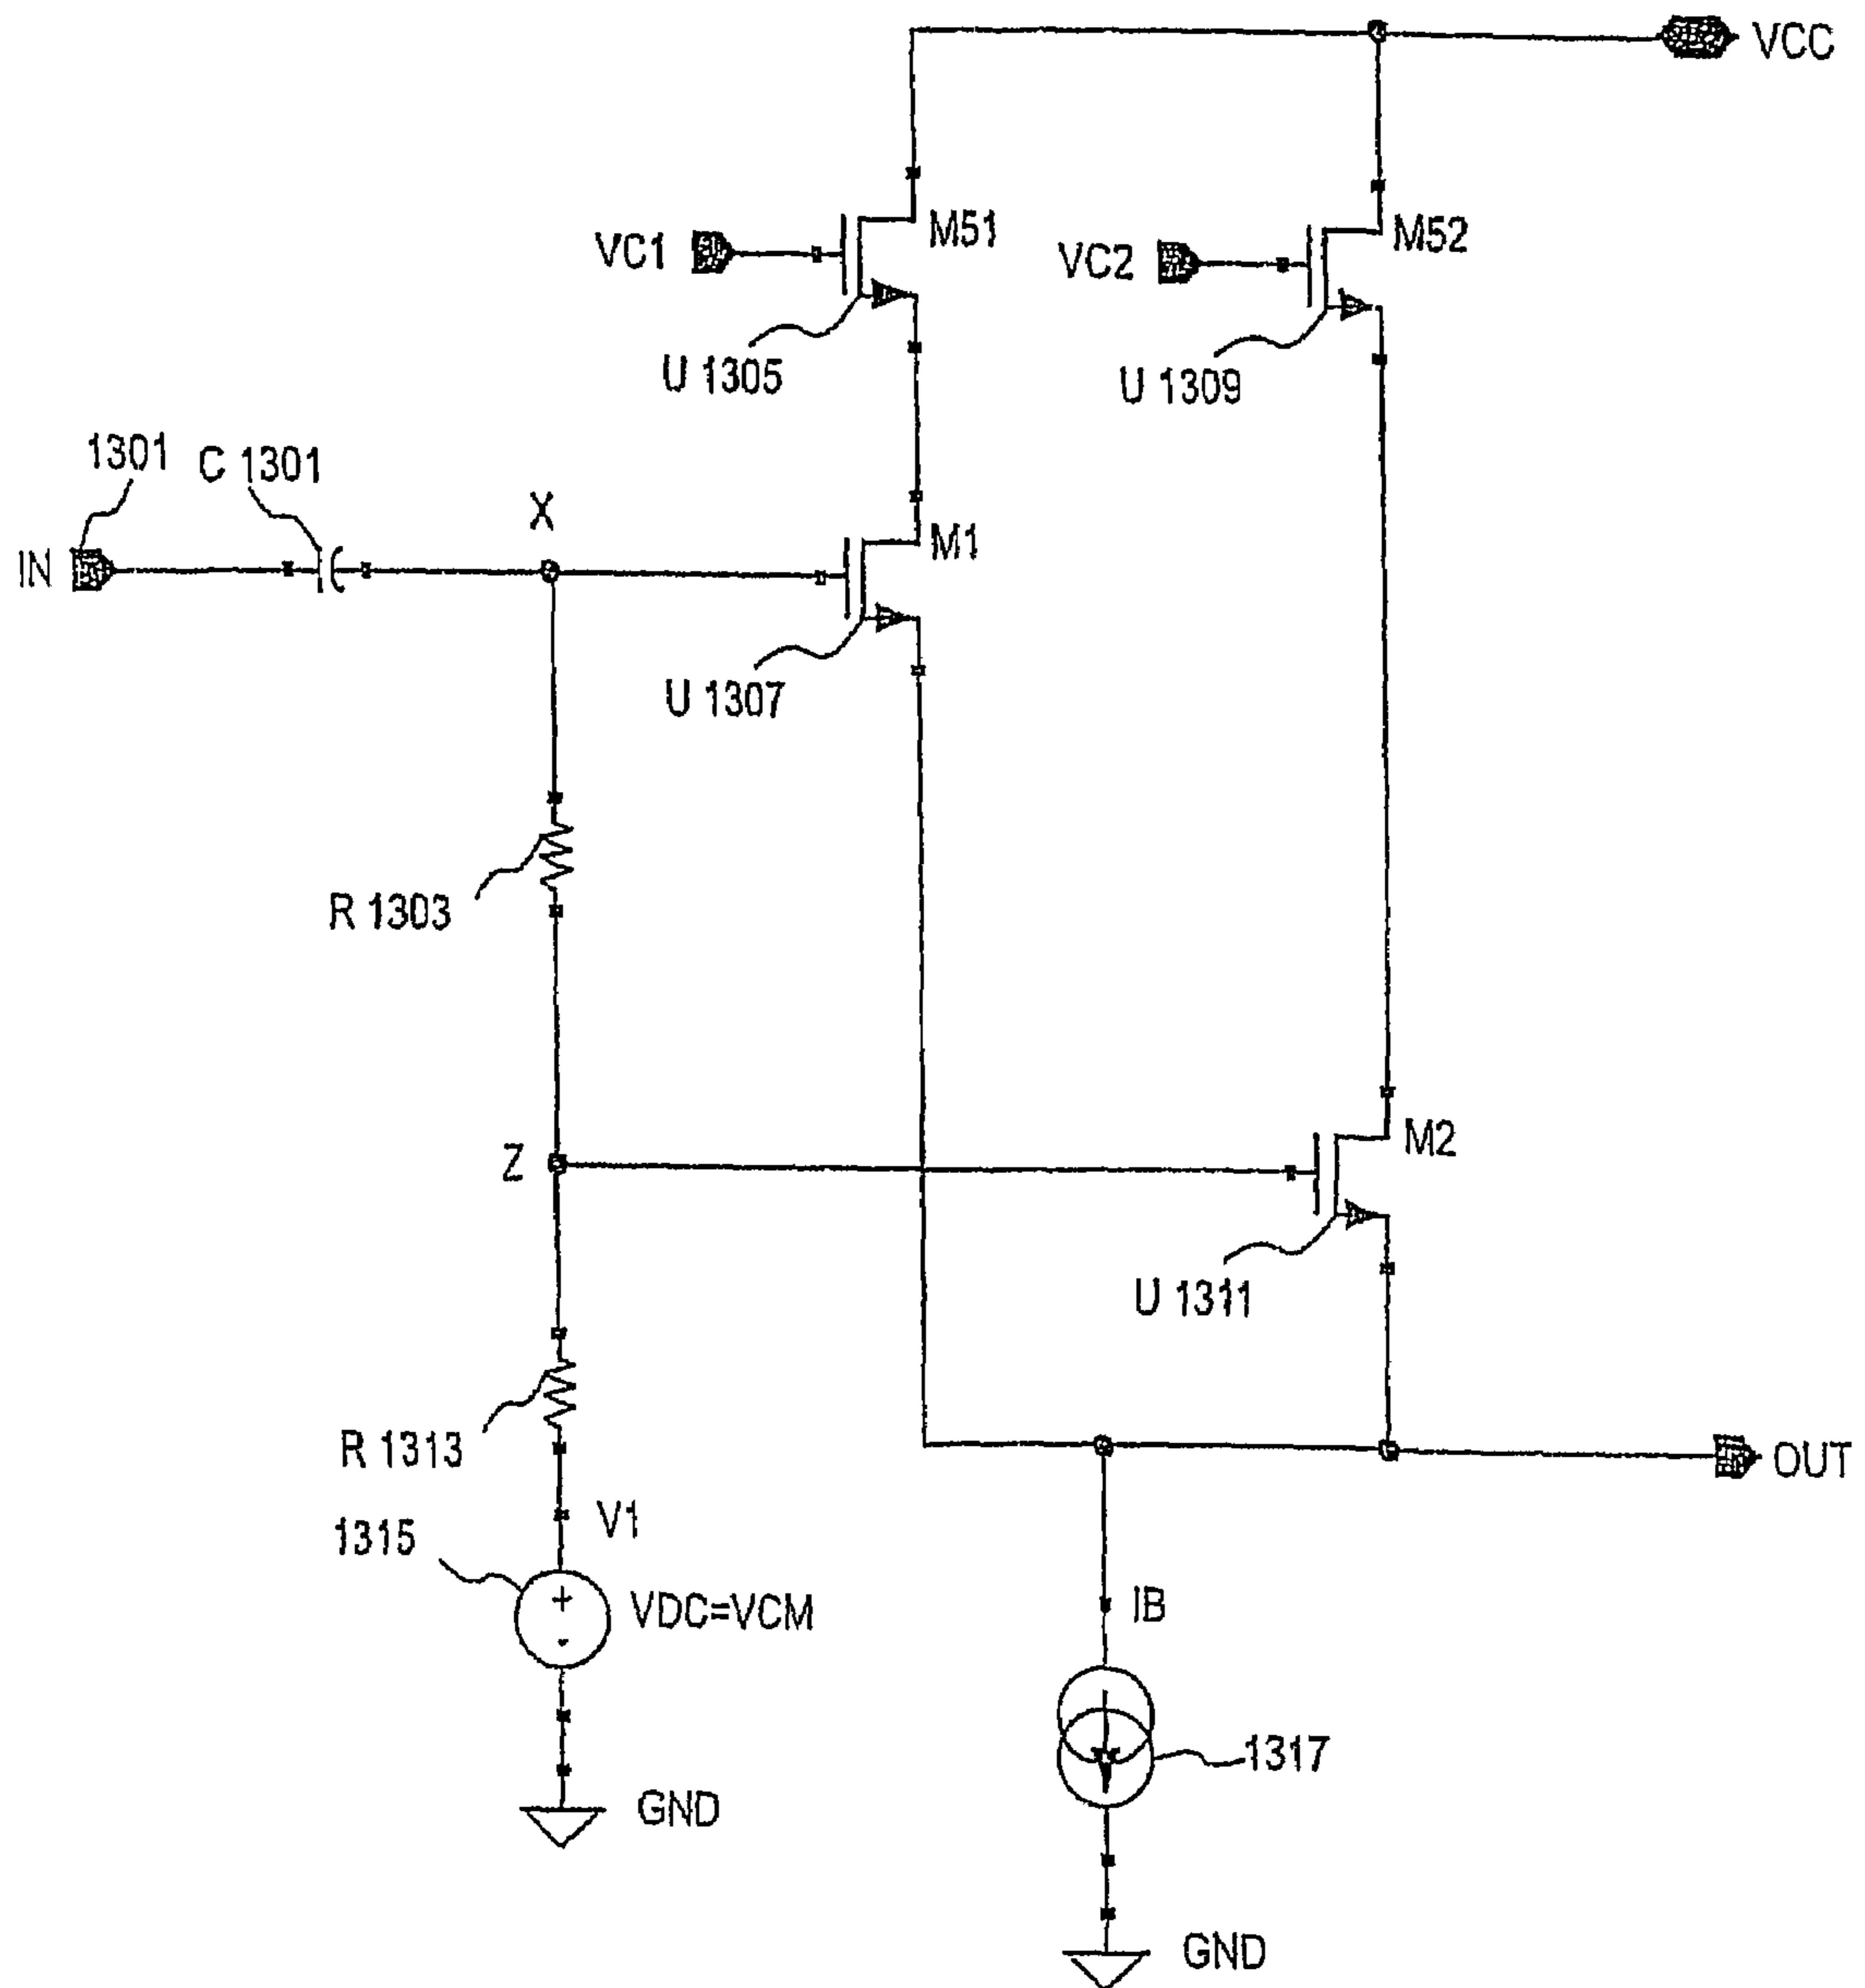 VCC
VC1
M51
VC2
M52
U 1305
U 1309
1301
C 1301
X
IN
M1
U 1307
R 1303
Z
M2
U 1311
R 1313
OUT
V1
1315
VDC=VCM
+
-
IB
1317
GND
GND